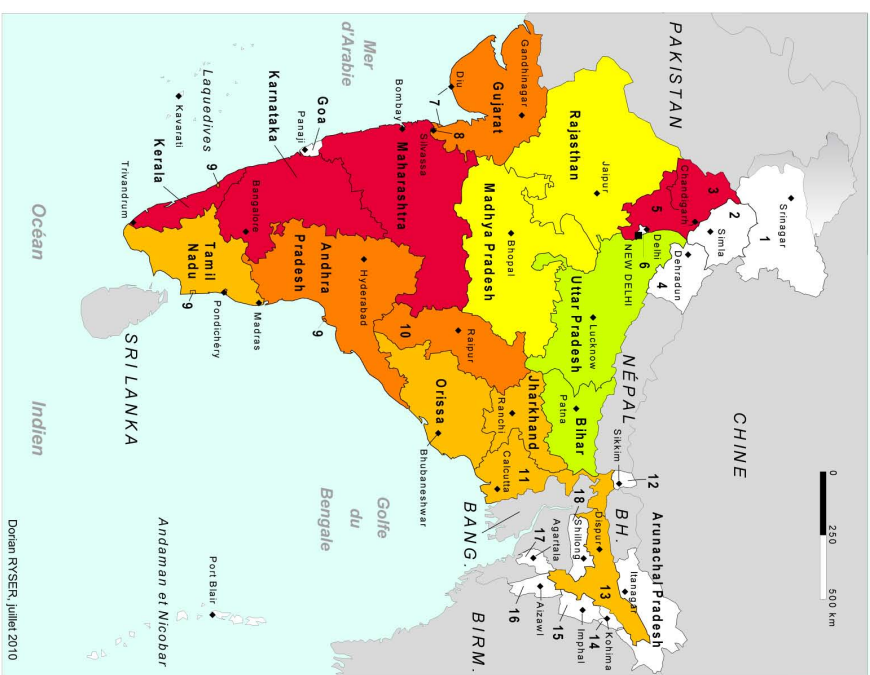 0 250 500 km
Srinagar
1
CHINE
2
Simla
3
Chandigarh
PAKISTAN
Dehradun
4
Delhi
5
Arunachal Pradesh
12
6
NEW DELHI
NÉPAL
Itanagar
BH.
Sikkim
Kohima
Jaipur
13
Dispur
14
Lucknow
Rajasthan
Uttar Pradesh
Bihar
18
Shillong
Imphal
Patna
15
Agartala
Aizawl
17
Jharkhand
Gandhinagar
11
16
Bhopal
Calcutta
Ranchi
Gujarat
Madhya Pradesh
BIRM.
BANG.
Raipur
Diu
8
Orissa
7
Silvassa
Bhubaneshwar
10
Maharashtra
Bombay
Golfe
du
Bengale
Mer
d'Arabie
Hyderabad
Andhra
Pradesh
9
Goa
Panaji
Karnataka
Madras
Bangalore
Pondichéry
Laquedives
9
Tamil
Nadu
9
Port Blair
Kavarati
Kerala
Andaman et Nicobar
Trivandrum
SRI LANKA
Océan Indien
Dorian RYSER, juillet 2010